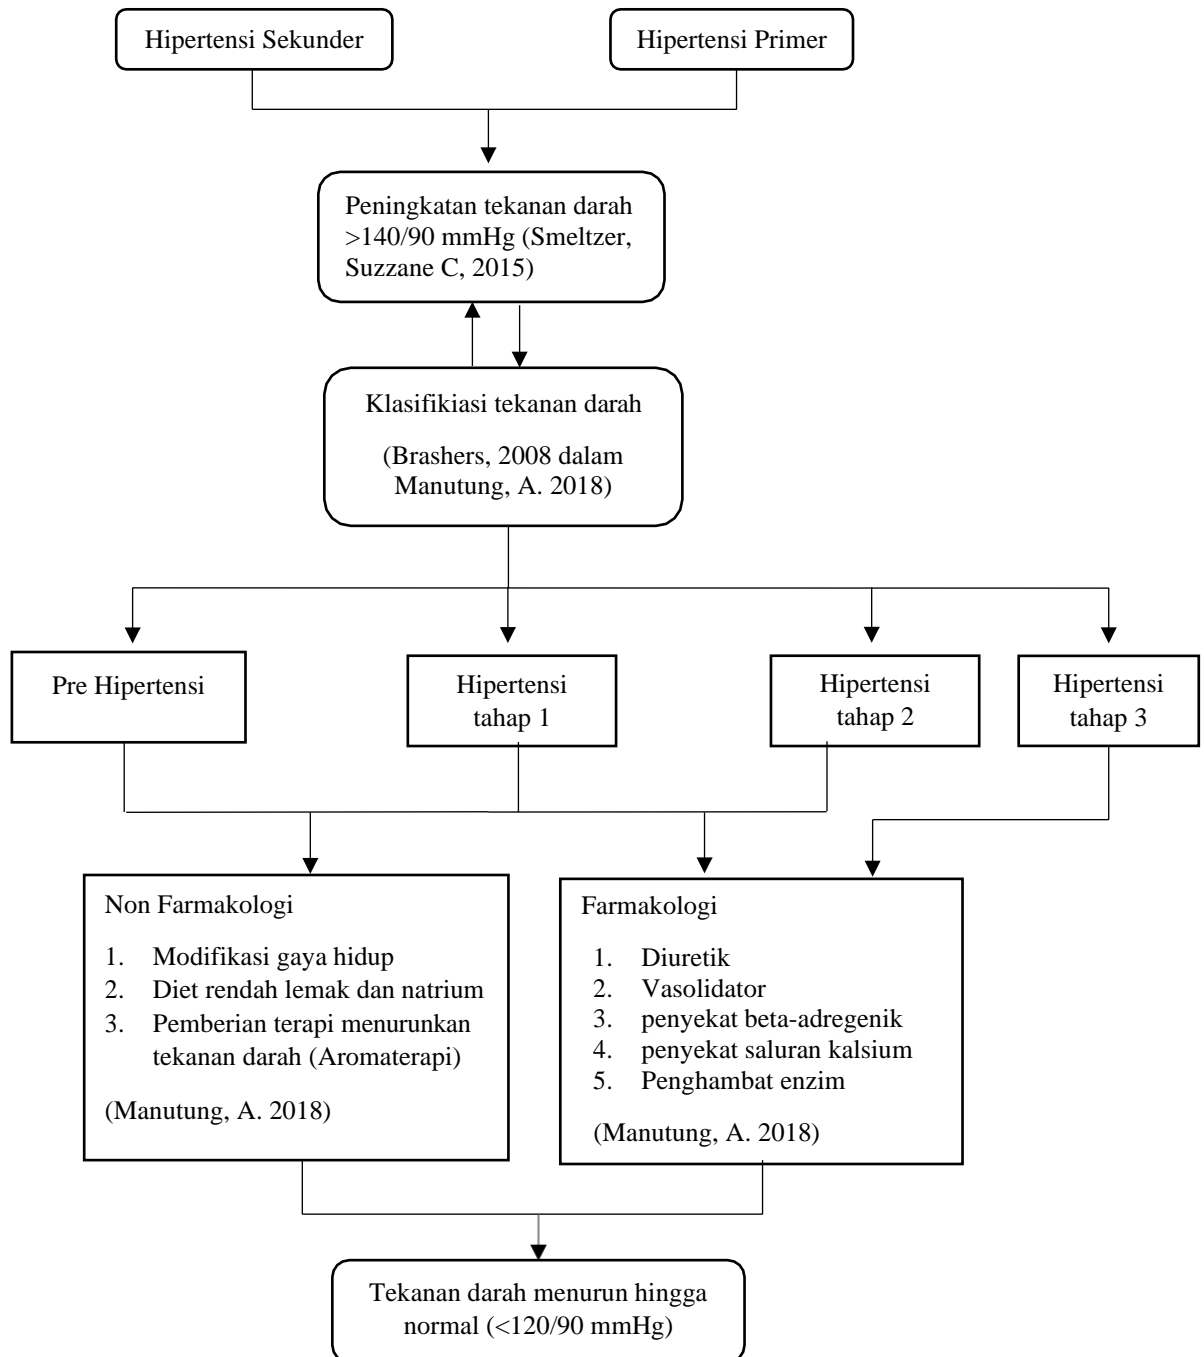 Hipertensi Sekunder
Hipertensi Primer
Peningkatan tekanan darah
>140/90 mmHg (Smeltzer,
Suzzane C, 2015)
Klasifikiasi tekanan darah
(Brashers, 2008 dalam
Manutung, A. 2018)
Pre Hipertensi
Hipertensi
tahap 1
Hipertensi
tahap 2
Hipertensi
tahap 3
Non Farmakologi
1. Modifikasi gaya hidup
2. Diet rendah lemak dan natrium
3. Pemberian terapi menurunkan
tekanan darah (Aromaterapi)
(Manutung, A. 2018)
Farmakologi
1. Diuretik
2. Vasolidator
3. penyekat beta-adregenik
4. penyekat saluran kalsium
5. Penghambat enzim
(Manutung, A. 2018)
Tekanan darah menurun hingga
normal (<120/90 mmHg)